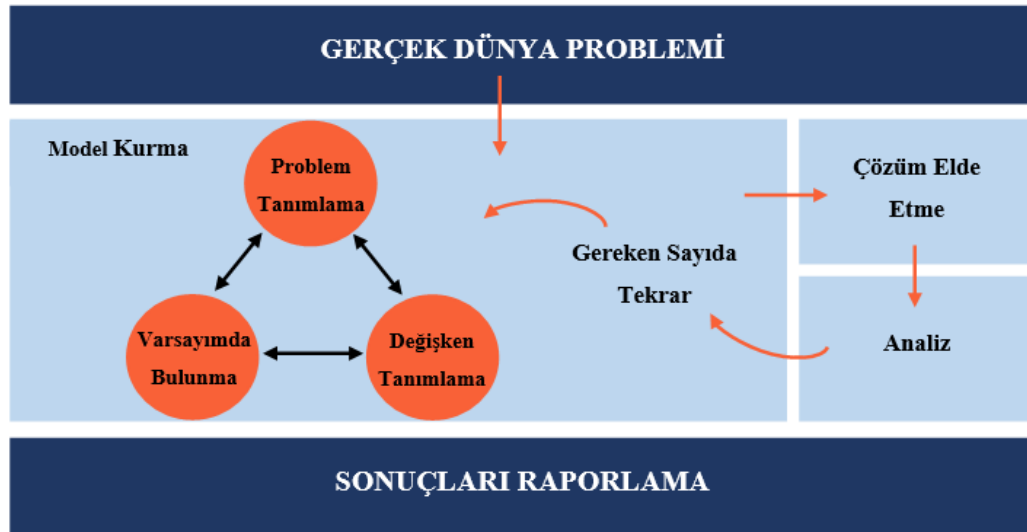 GERÇEK DÜNYA PROBLEMİ
Model Kurma
Problem
Tanımlama
Varsayımda
Bulunma
Değişken
Tanımlama
Gereken Sayıda
Tekrar
Çözüm Elde
Etme
Analiz
SONUÇLARI RAPORLAMA